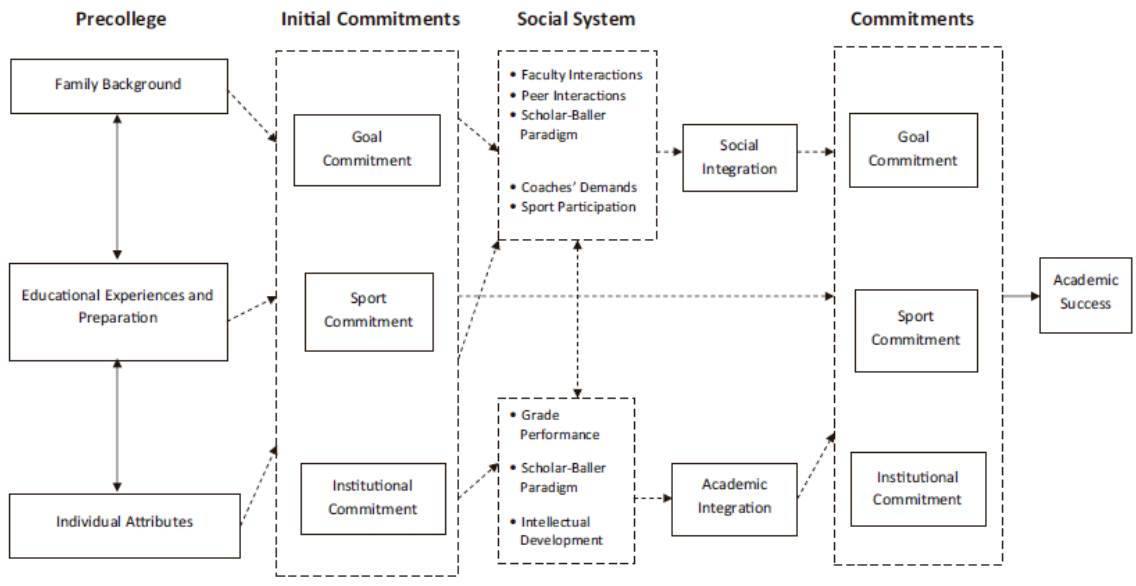 Precollege
Initial Commitments
Social System
Commitments
Family Background
Educational Experiences and
Preparation
Individual Attributes
Goal
Commitment
Sport
Commitment
Institutional
Commitment
• Faculty Interactions
• Peer Interactions
• Scholar-Baller
Paradigm
• Coaches’ Demands
• Sport Participation
• Grade
Performance
• Scholar-Baller
Paradigm
• Intellectual
Development
Social
Integration
Academic
Integration
Goal
Commitment
Sport
Commitment
Institutional
Commitment
Academic
Success